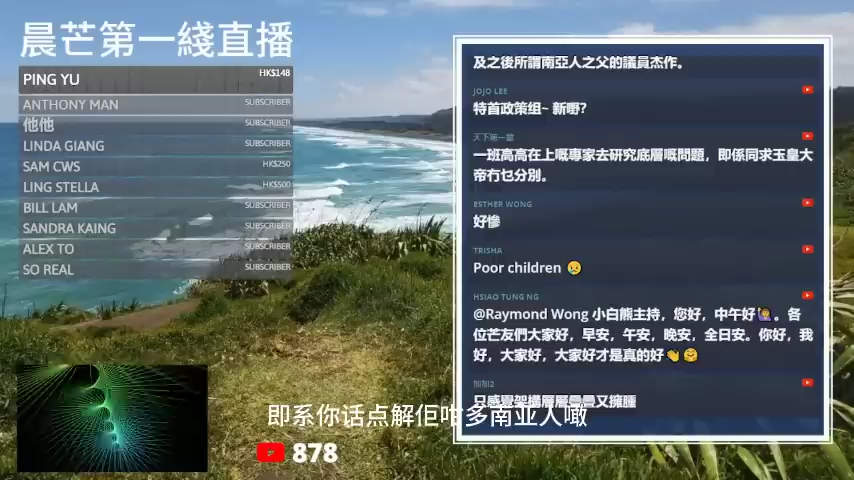 晨芒第一綫直播
PING YU HK$148
ANTHONY MAN SUBSCRIBER
他他 SUBSCRIBER
LINDA GIANG SUBSCRIBER
SAM CWS HK$250
LING STELLA HK$500
BILL LAM SUBSCRIBER
SANDRA KAING SUBSCRIBER
ALEX TO SUBSCRIBER
SO REAL SUBSCRIBER
及之後所謂南亞人之父的議員杰作。
JOJO LEE
特首政策组~ 新嘢?
天下第一
一班高高在上嘅專家去研究底層嘅問題，即係同求玉皇大
帝冇乜分別。
ESTHER WONG
好慘
TRISHA
Poor children 😥
HSIAO TUNG NG
@Raymond Wong 小白熊主持，您好，中午好🙋。各
位芒友們大家好，早安，午安，晚安，全日安。你好，我
好，大家好，大家好才是真的好👋🤗
加加2
只感覺架構層層疊疊又擁腫
即系你话点解佢咁多南亚人噉
878